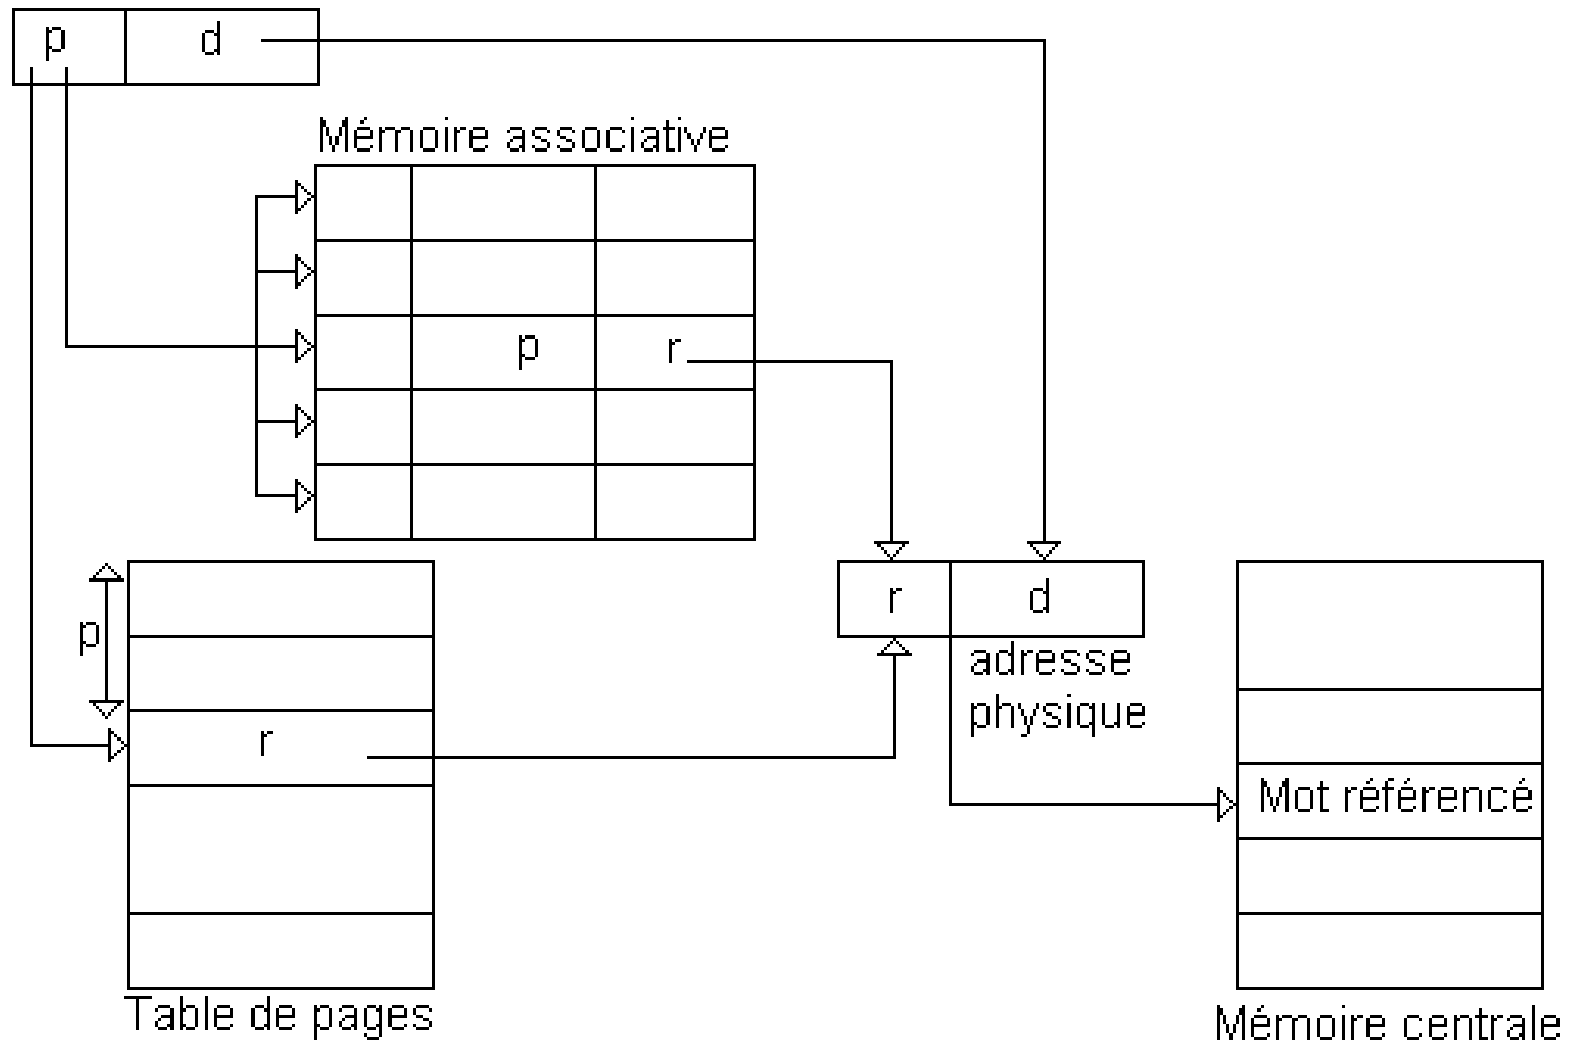 p d
Mémoire associative
p r
p
r d
adresse
physique
r
Mot référencé
Table de pages
Mémoire centrale